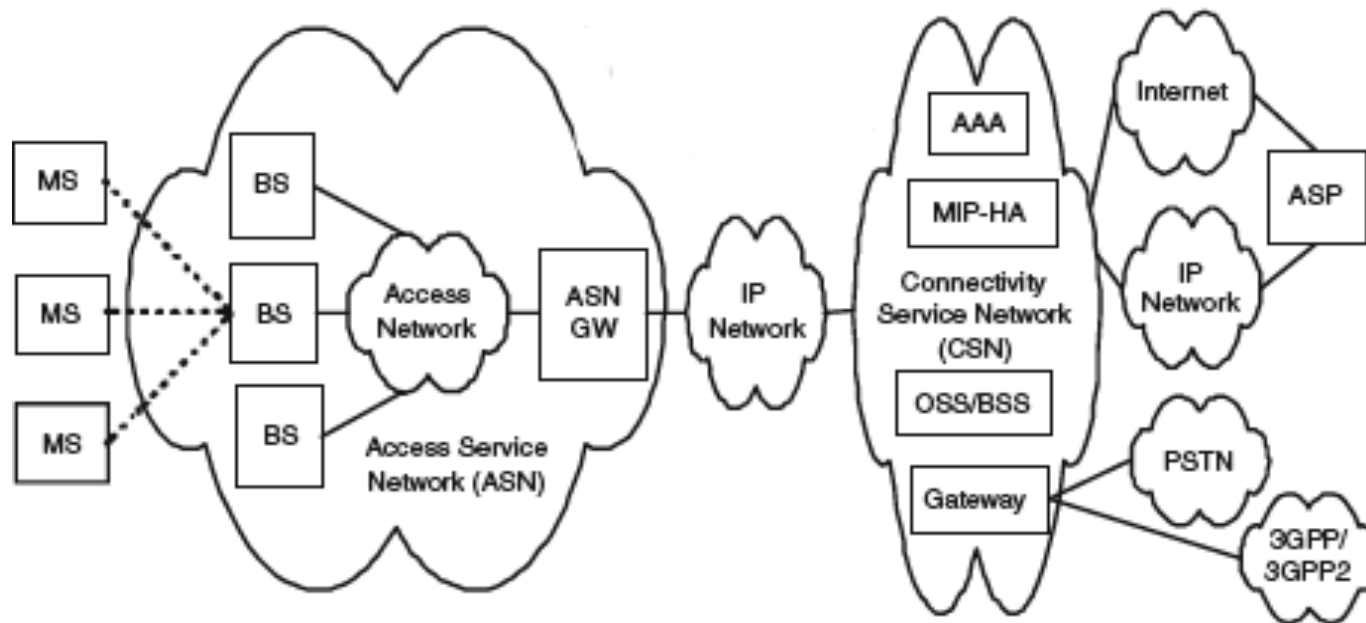 MS
MS
MS
BS
BS
BS
Access
Network
ASN
GW
Access Service
Network (ASN)
IP
Network
AAA
MIP-HA
Connectivity
Service Network
(CSN)
OSS/BSS
Gateway
Internet
ASP
IP
Network
PSTN
3GPP/
3GPP2